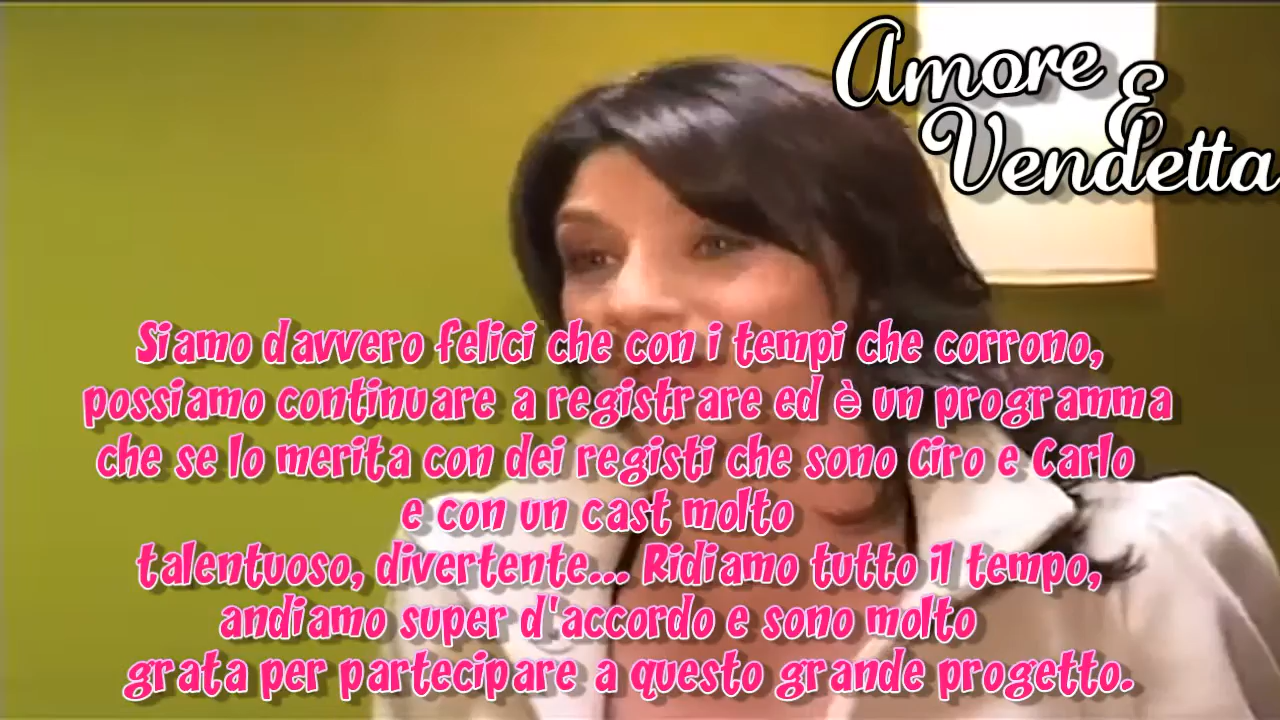 Amore &
Vendetta
Siamo davvero felici che con i tempi che corrono,
possiamo continuare a registrare ed è un programma
che se lo merita con dei registi che sono Ciro e Carlo
e con un cast molto
talentuoso, divertente... Ridiamo tutto il tempo,
andiamo super d'accordo e sono molto
grata per partecipare a questo grande progetto.